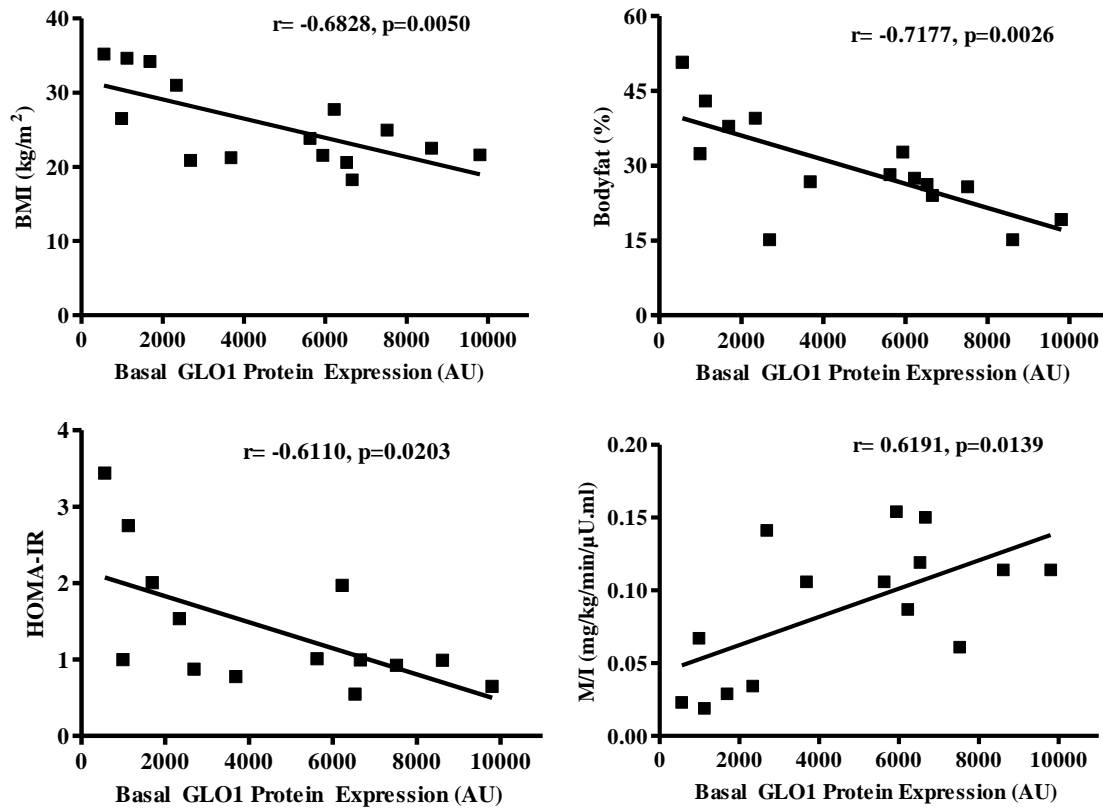 r= -0.6828, p=0.0050
BMI (kg/m²)
40
30
20
10
0
0 2000 4000 6000 8000 10000
Basal GLO1 Protein Expression (AU)
r= -0.7177, p=0.0026
Bodyfat (%)
60
45
30
15
0
0 2000 4000 6000 8000 10000
Basal GLO1 Protein Expression (AU)
r= -0.6110, p=0.0203
HOMA-IR
4
3
2
1
0
0 2000 4000 6000 8000 10000
Basal GLO1 Protein Expression (AU)
r= 0.6191, p=0.0139
M/I (mg/kg/min/µU.ml)
0.20
0.15
0.10
0.05
0.00
0 2000 4000 6000 8000 10000
Basal GLO1 Protein Expression (AU)